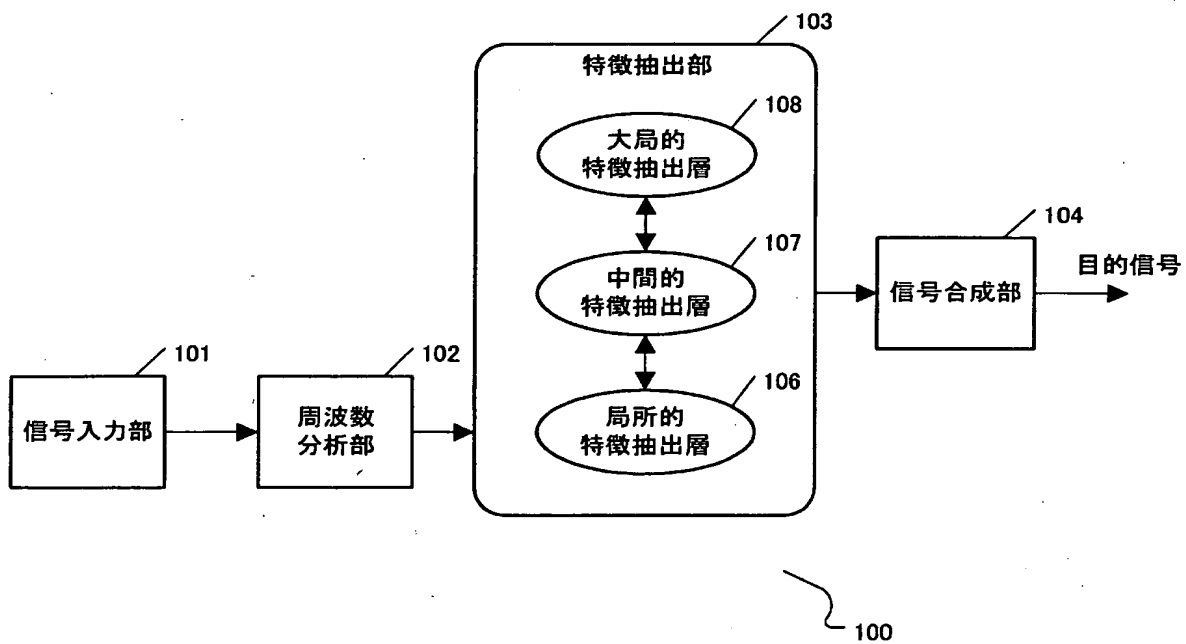 103
特徴抽出部
108
大局的
特徴抽出層
107
中間的
特徴抽出層
106
局所的
特徴抽出層
101
信号入力部
102
周波数
分析部
104
信号合成部
目的信号
100